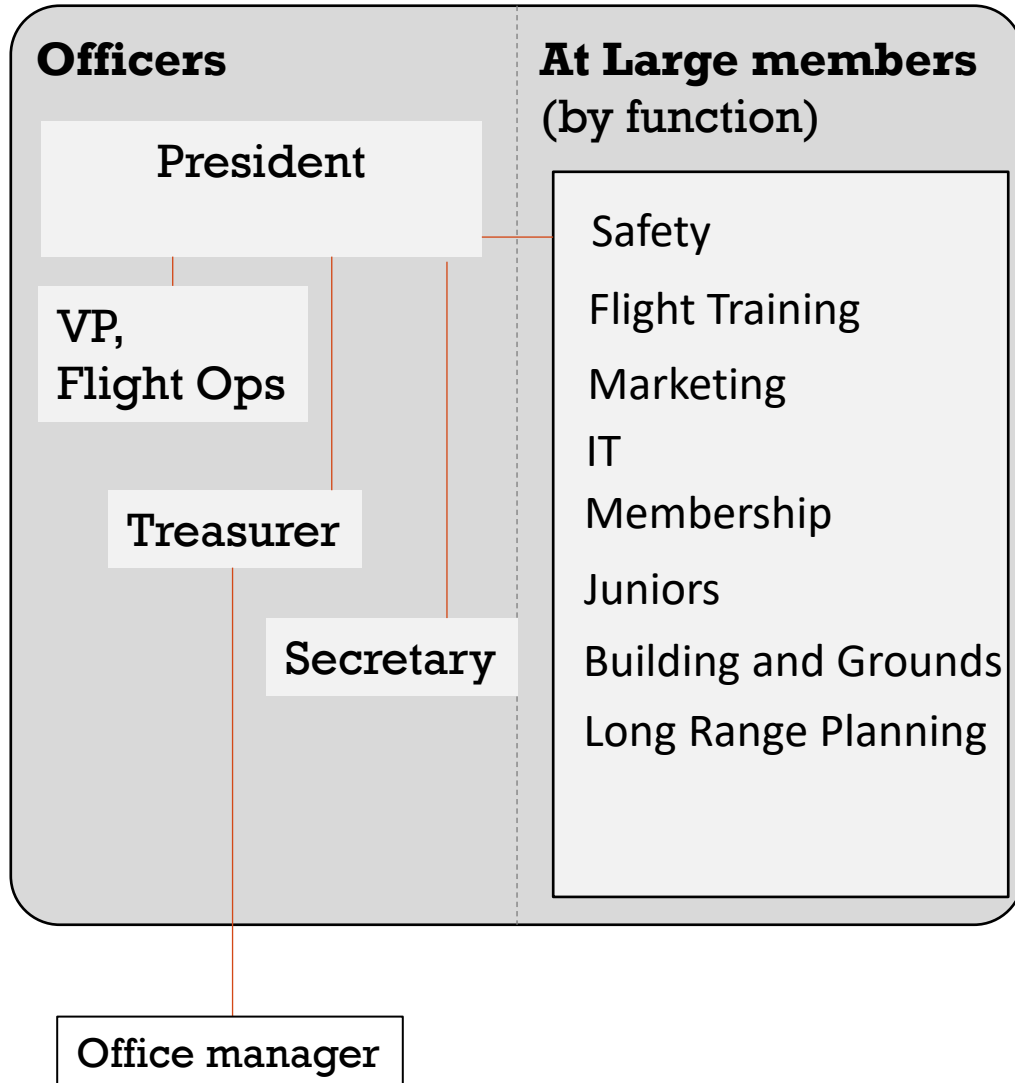 Officers
President
VP,
Flight Ops
Treasurer
Secretary
At Large members
(by function)
Safety
Flight Training
Marketing
IT
Membership
Juniors
Building and Grounds
Long Range Planning
Office manager